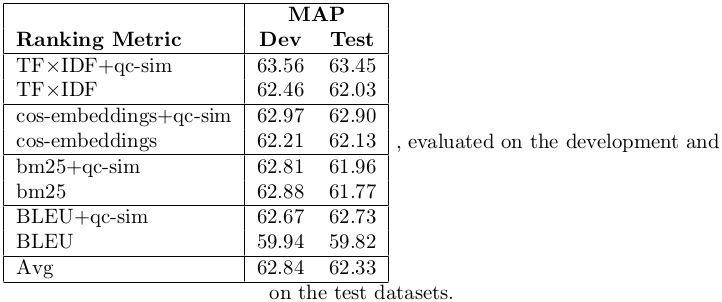 MAP
Ranking Metric Dev Test
TF×IDF+qc-sim 63.56 63.45
TF×IDF 62.46 62.03
cos-embeddings+qc-sim 62.97 62.90
cos-embeddings 62.21 62.13
bm25+qc-sim 62.81 61.96
bm25 62.88 61.77
BLEU+qc-sim 62.67 62.73
BLEU 59.94 59.82
Avg 62.84 62.33
, evaluated on the development and
on the test datasets.